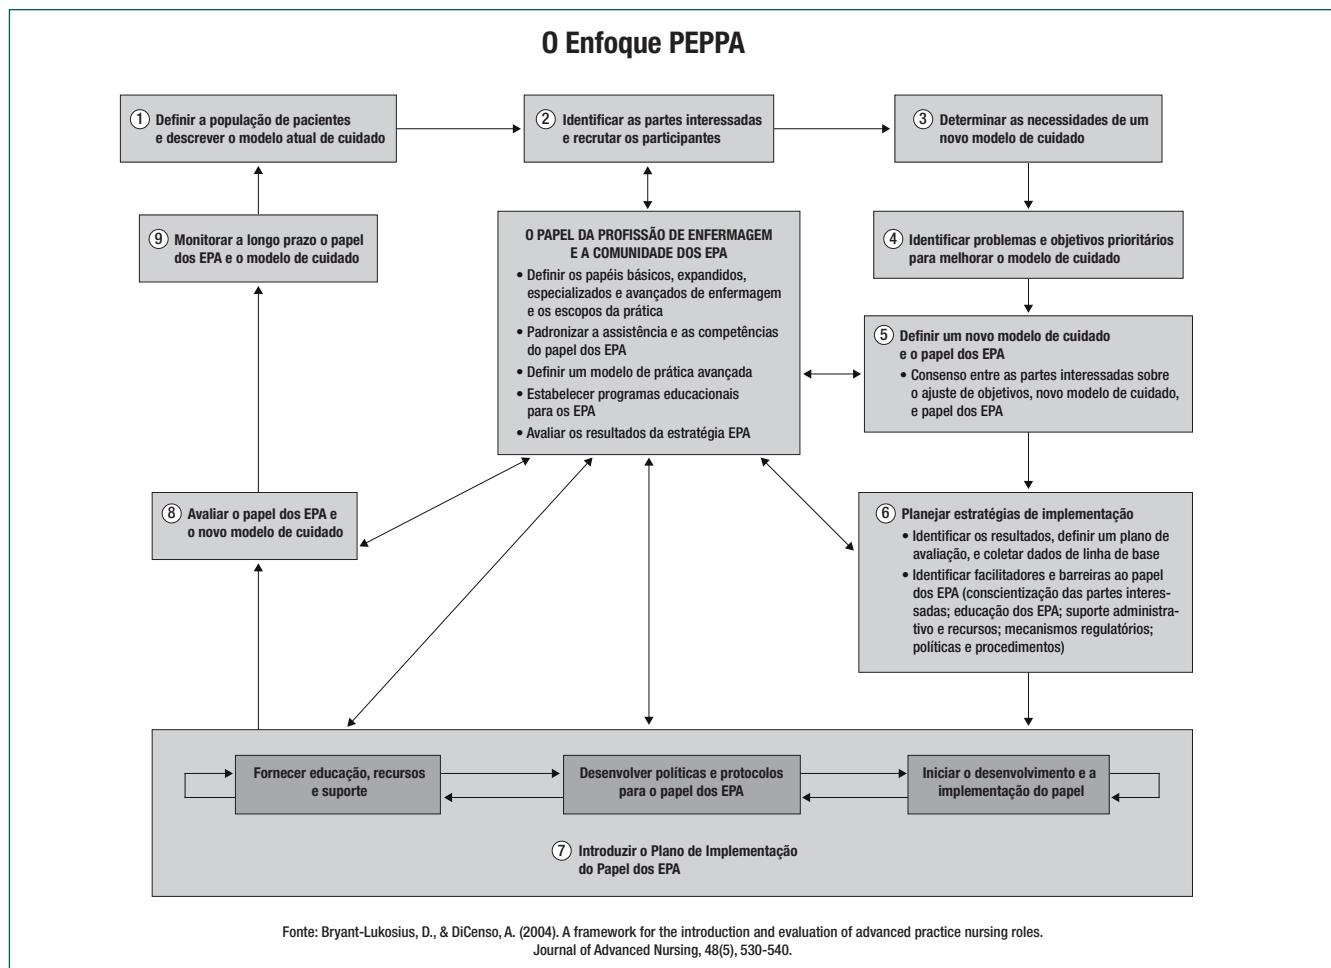 O Enfoque PEPPA
1 Definir a população de pacientes
e descrever o modelo atual de cuidado
2 Identificar as partes interessadas
e recrutar os participantes
3 Determinar as necessidades de um
novo modelo de cuidado
9 Monitorar a longo prazo o papel
dos EPA e o modelo de cuidado
O PAPEL DA PROFISSÃO DE ENFERMAGEM
E A COMUNIDADE DOS EPA
• Definir os papéis básicos, expandidos,
especializados e avançados de enfermagem
e os escopos da prática
• Padronizar a assistência e as competências
do papel dos EPA
• Definir um modelo de prática avançada
• Estabelecer programas educacionais
para os EPA
• Avaliar os resultados da estratégia EPA
4 Identificar problemas e objetivos prioritários
para melhorar o modelo de cuidado
5 Definir um novo modelo de cuidado
e o papel dos EPA
• Consenso entre as partes interessadas sobre
o ajuste de objetivos, novo modelo de cuidado,
e papel dos EPA
8 Avaliar o papel dos EPA e
o novo modelo de cuidado
6 Planejar estratégias de implementação
• Identificar os resultados, definir um plano de
avaliação, e coletar dados de linha de base
• Identificar facilitadores e barreiras ao papel
dos EPA (conscientização das partes interes-
sadas; educação dos EPA; suporte administra-
tivo e recursos; mecanismos regulatórios;
políticas e procedimentos)
Fornecer educação, recursos
e suporte
Desenvolver políticas e protocolos
para o papel dos EPA
Iniciar o desenvolvimento e a
implementação do papel
7 Introduzir o Plano de Implementação
do Papel dos EPA
Fonte: Bryant-Lukosius, D., & DiCenso, A. (2004). A framework for the introduction and evaluation of advanced practice nursing roles.
Journal of Advanced Nursing, 48(5), 530-540.